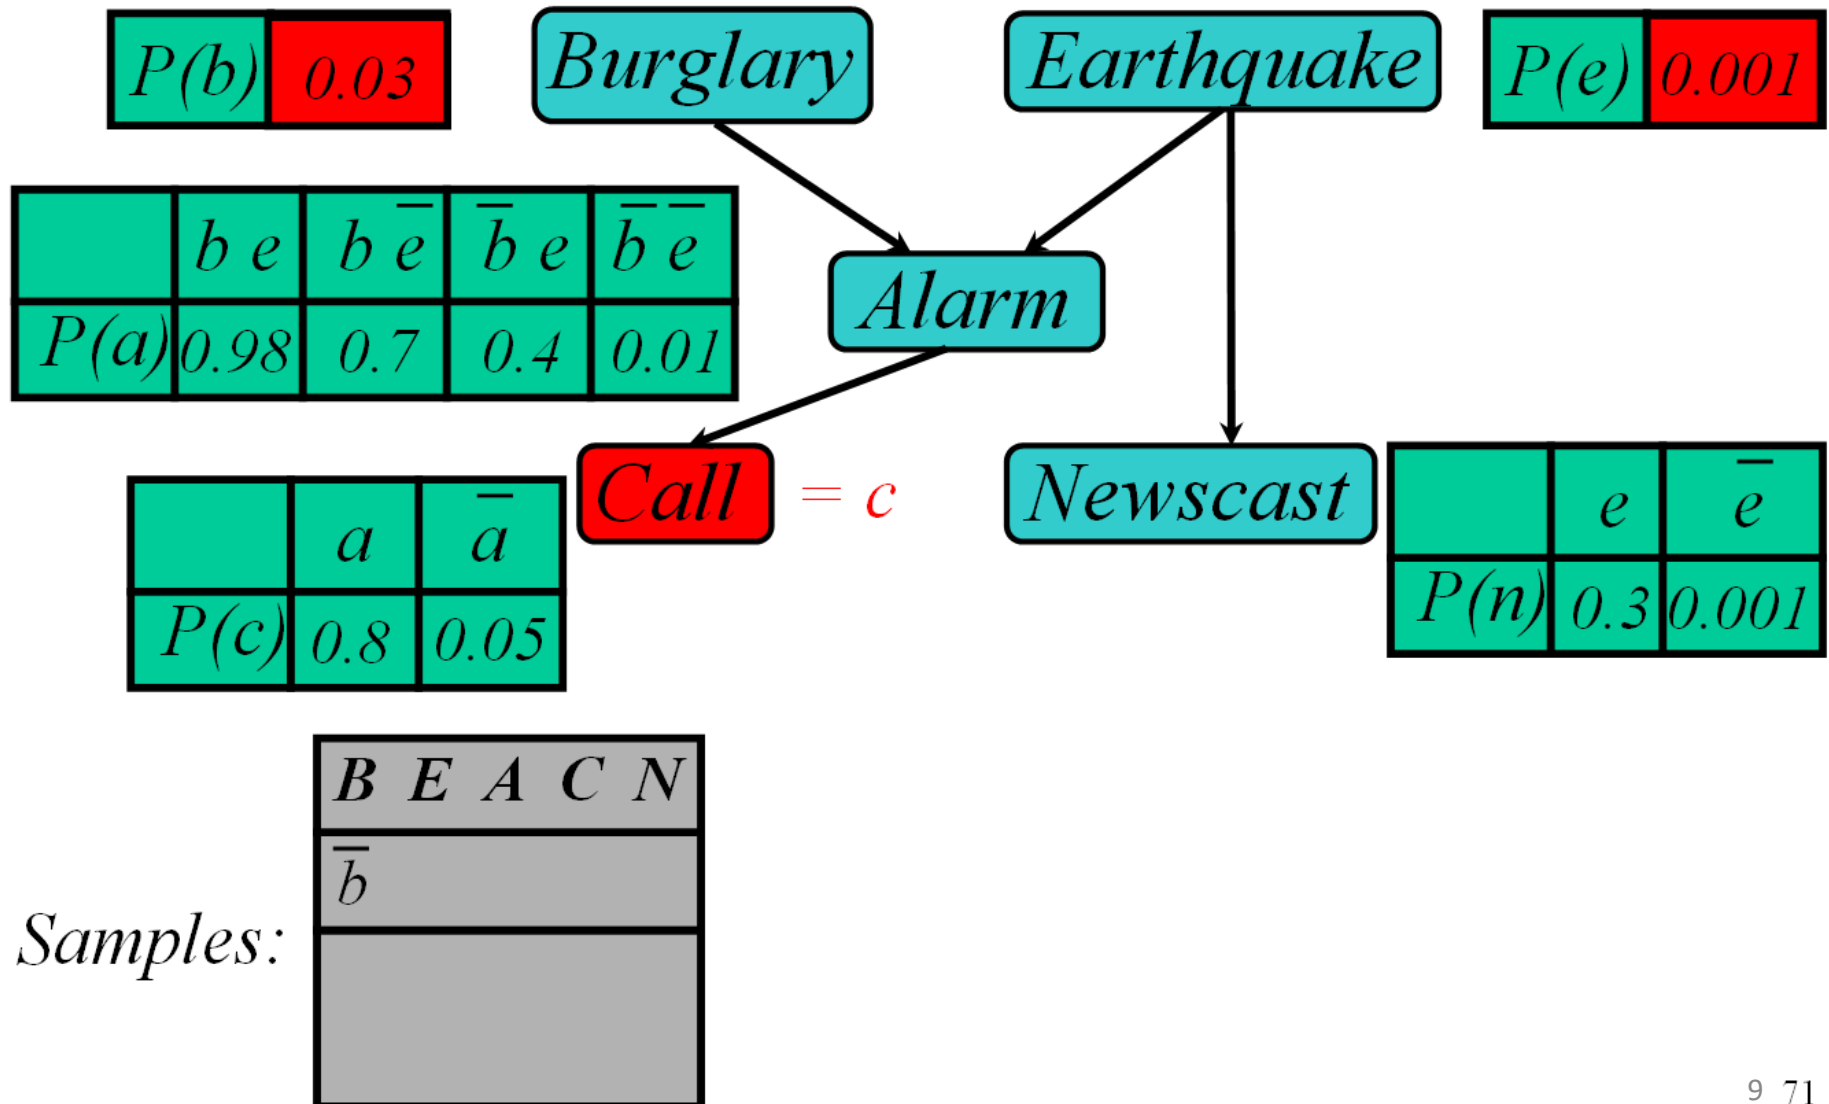 P(b) 0.03
Burglary
Earthquake
P(e) 0.001
b e b e̅ b̅ e b̅ e̅
P(a) 0.98 0.7 0.4 0.01
Alarm
Call = c
Newscast
a a̅
P(c) 0.8 0.05
e e̅
P(n) 0.3 0.001
B E A C N
b̅
Samples:
9 71